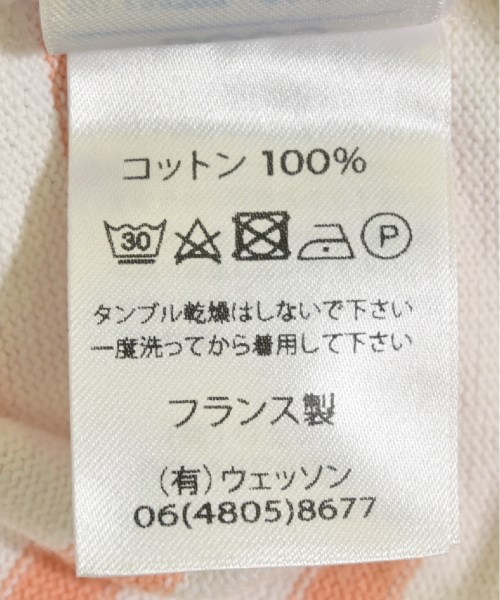 コットン 100%
30 P
タンブル乾燥はしないで下さい
一度洗ってから着用して下さい
フランス製
(有)ウェッソン
06(4805)8677